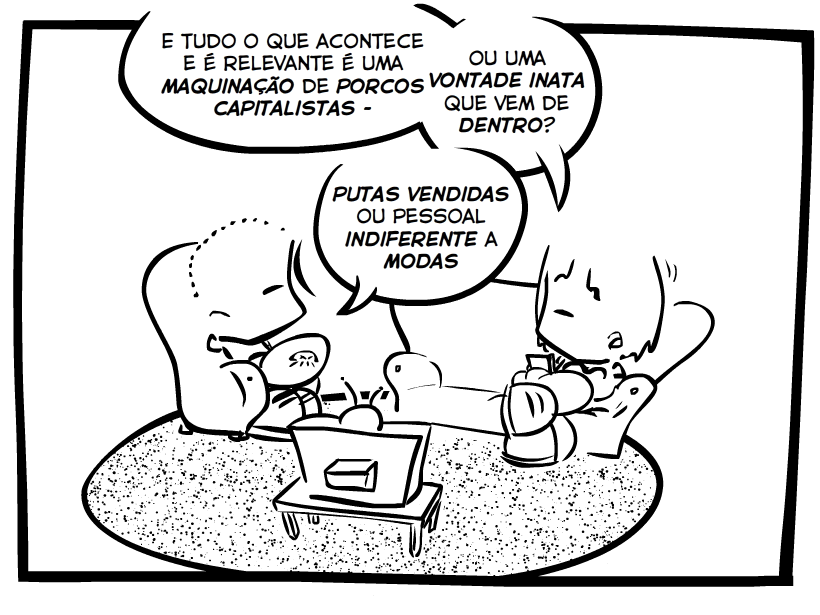 E TUDO O QUE ACONTECE
E É RELEVANTE É UMA
MAQUINAÇÃO DE PORCOS
CAPITALISTAS -
OU UMA
VONTADE INATA
QUE VEM DE
DENTRO?
PUTAS VENDIDAS
OU PESSOAL
INDIFERENTE A
MODAS